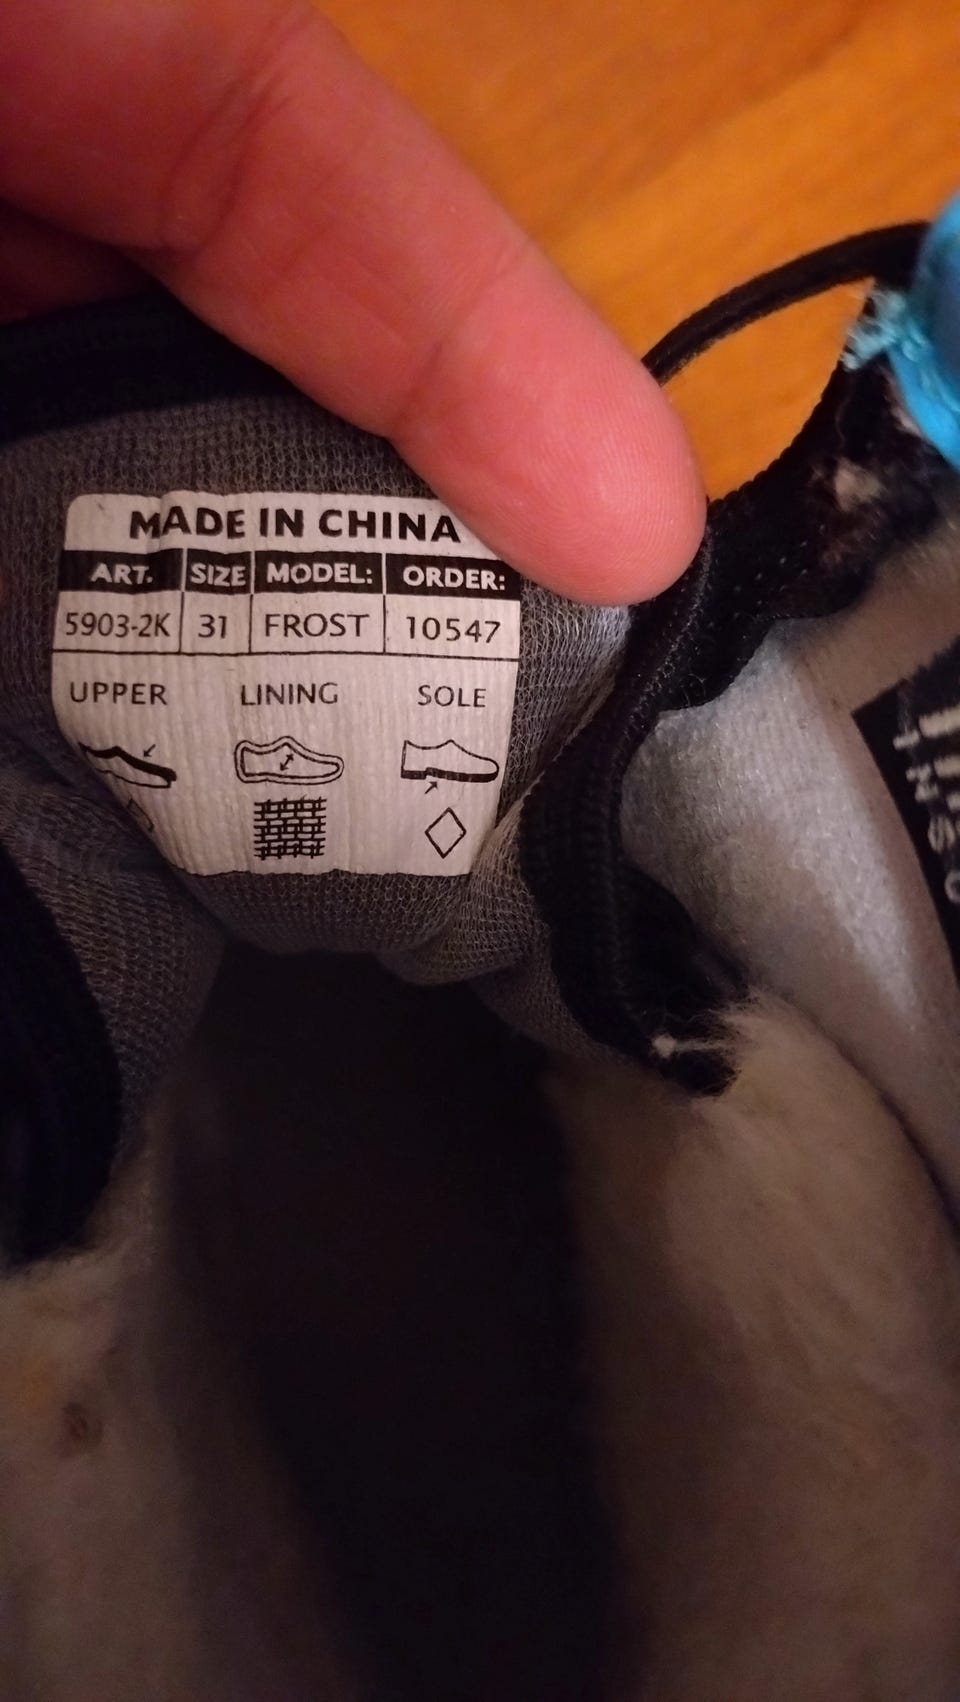 MADE IN CHINA
ART. SIZE MODEL: ORDER:
5903-2K 31 FROST 10547
UPPER LINING SOLE